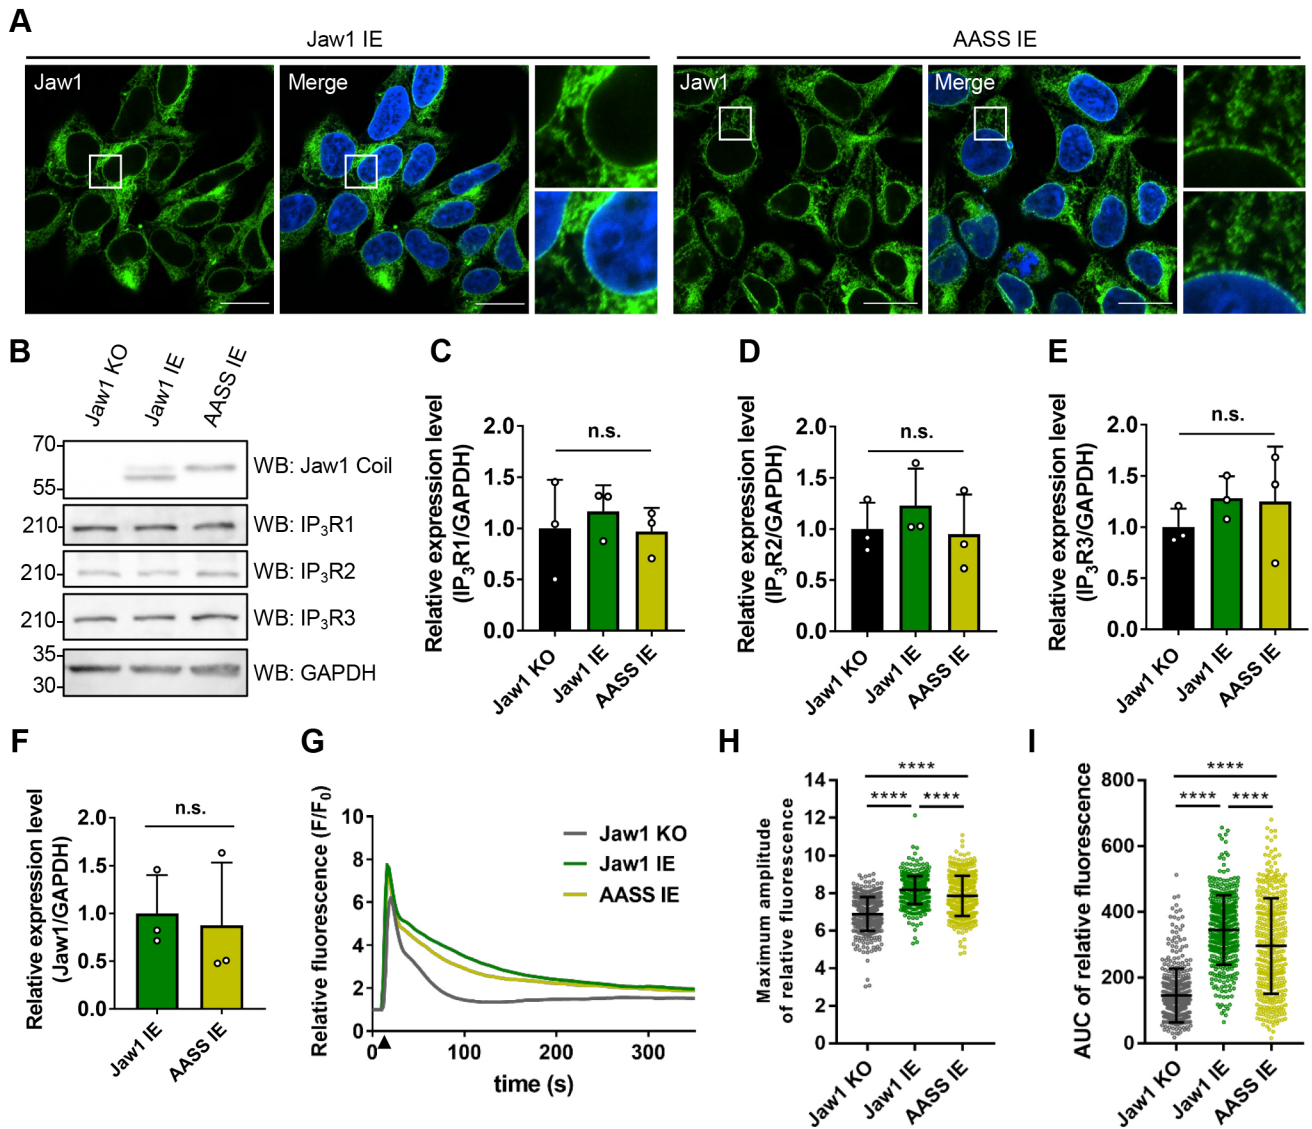 A
Jaw1 IE
AASS IE
Jaw1
Merge
Jaw1
Merge
B
Jaw1 KO
Jaw1 IE
AASS IE
70
55
WB: Jaw1 Coil
210
WB: IP3R1
210
WB: IP3R2
210
WB: IP3R3
35
30
WB: GAPDH
C
Relative expression level
(IP3R1/GAPDH)
2.0
1.5
1.0
0.5
0.0
n.s.
Jaw1 KO
Jaw1 IE
AASS IE
D
Relative expression level
(IP3R2/GAPDH)
2.0
1.5
1.0
0.5
0.0
n.s.
Jaw1 KO
Jaw1 IE
AASS IE
E
Relative expression level
(IP3R3/GAPDH)
2.0
1.5
1.0
0.5
0.0
n.s.
Jaw1 KO
Jaw1 IE
AASS IE
F
Relative expression level
(Jaw1/GAPDH)
2.0
1.5
1.0
0.5
0.0
n.s.
Jaw1 IE
AASS IE
G
Relative fluorescence (F/F0)
10
8
6
4
2
0
0
100
200
300
time (s)
Jaw1 KO
Jaw1 IE
AASS IE
H
Maximum amplitude
of relative fluorescence
14
12
10
8
6
4
2
0
****
****
****
Jaw1 KO
Jaw1 IE
AASS IE
I
AUC of relative fluorescence
800
600
400
200
0
****
****
****
Jaw1 KO
Jaw1 IE
AASS IE